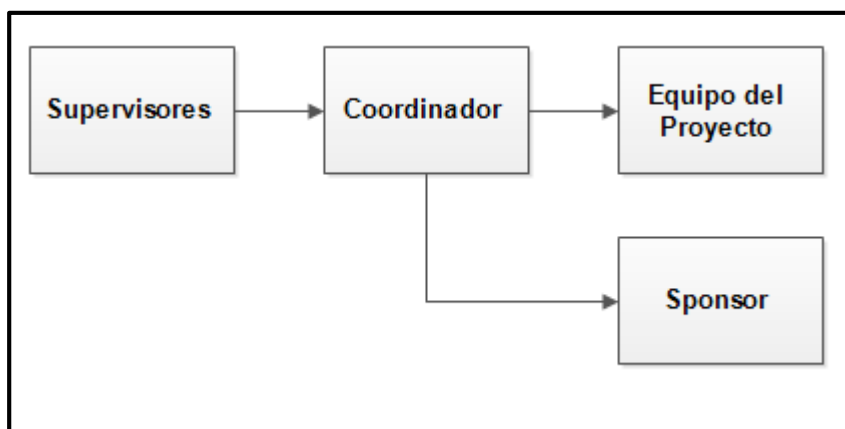 Supervisores
Coordinador
Equipo del
Proyecto
Sponsor